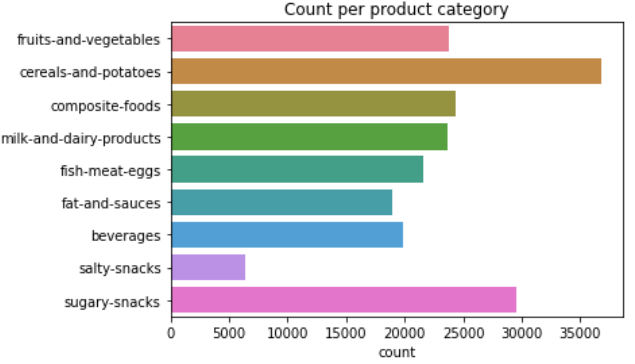 Count per product category
fruits-and-vegetables
cereals-and-potatoes
composite-foods
milk-and-dairy-products
fish-meat-eggs
fat-and-sauces
beverages
salty-snacks
sugary-snacks
0 5000 10000 15000 20000 25000 30000 35000
count